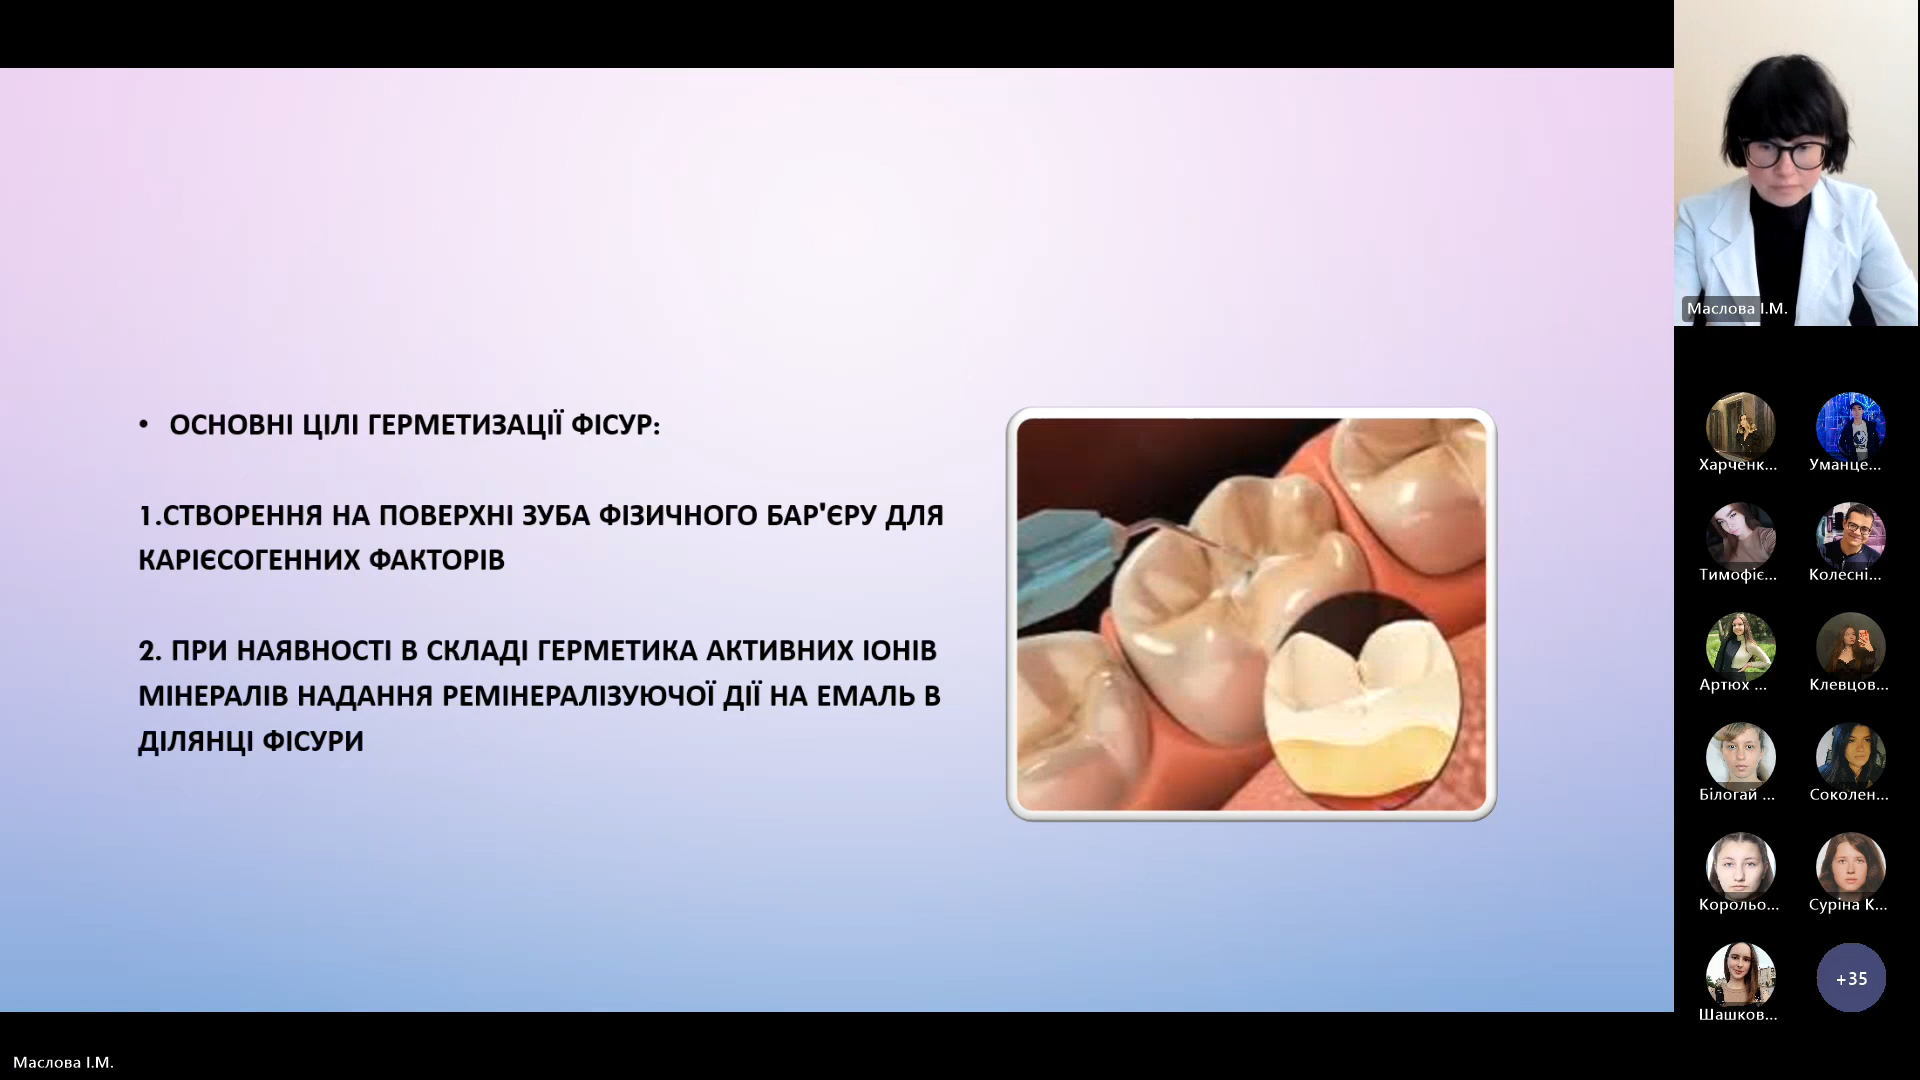 • ОСНОВНІ ЦІЛІ ГЕРМЕТИЗАЦІЇ ФІСУР:
1.СТВОРЕННЯ НА ПОВЕРХНІ ЗУБА ФІЗИЧНОГО БАР'ЄРУ ДЛЯ
КАРІЄСОГЕННИХ ФАКТОРІВ
2. ПРИ НАЯВНОСТІ В СКЛАДІ ГЕРМЕТИКА АКТИВНИХ ІОНІВ
МІНЕРАЛІВ НАДАННЯ РЕМІНЕРАЛІЗУЮЧОЇ ДІЇ НА ЕМАЛЬ В
ДІЛЯНЦІ ФІСУРИ
Маслова І.М.
Харченк...
Уманце...
Тимофіє...
Колесні...
Артюх ...
Клевцов...
Білогай ...
Соколен...
Корольо...
Суріна К...
Шашков...
+35
Маслова І.М.